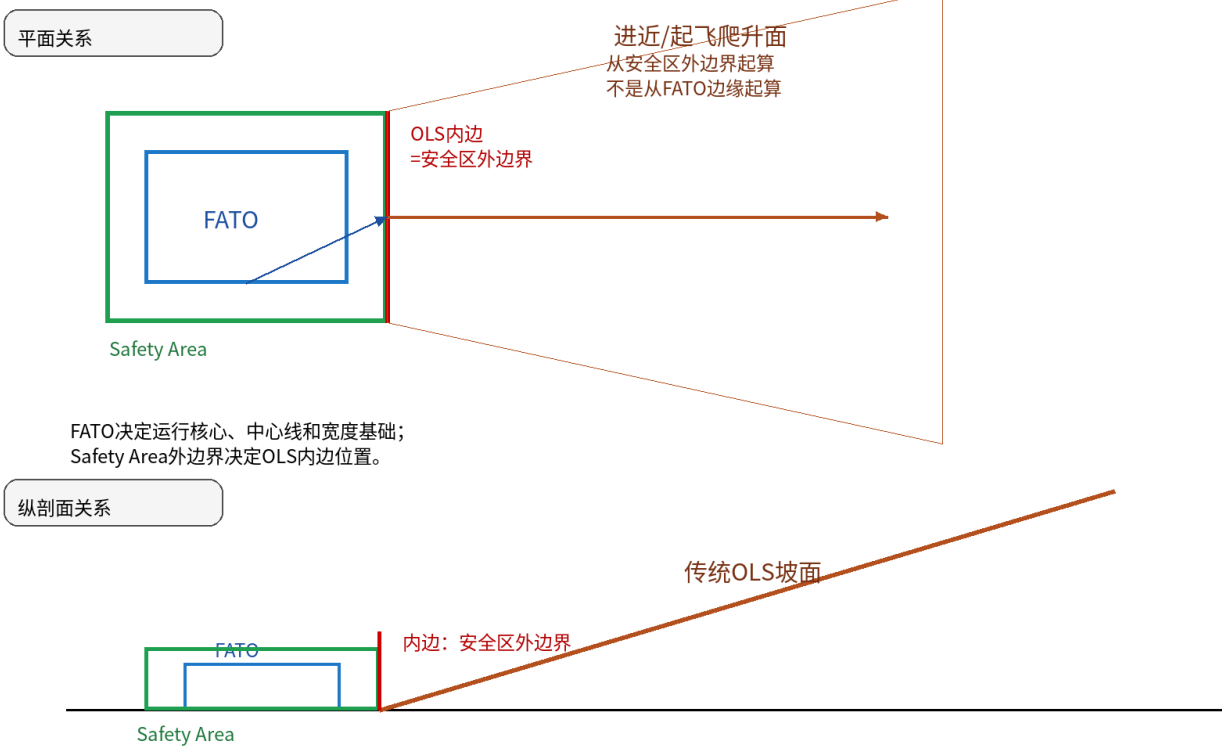 平面关系
进近/起飞爬升面
从安全区外边界起算
不是从FATO边缘起算
OLS内边
=安全区外边界
FATO
Safety Area
FATO决定运行核心、中心线和宽度基础；
Safety Area外边界决定OLS内边位置。
纵剖面关系
传统OLS坡面
内边：安全区外边界
FATO
Safety Area